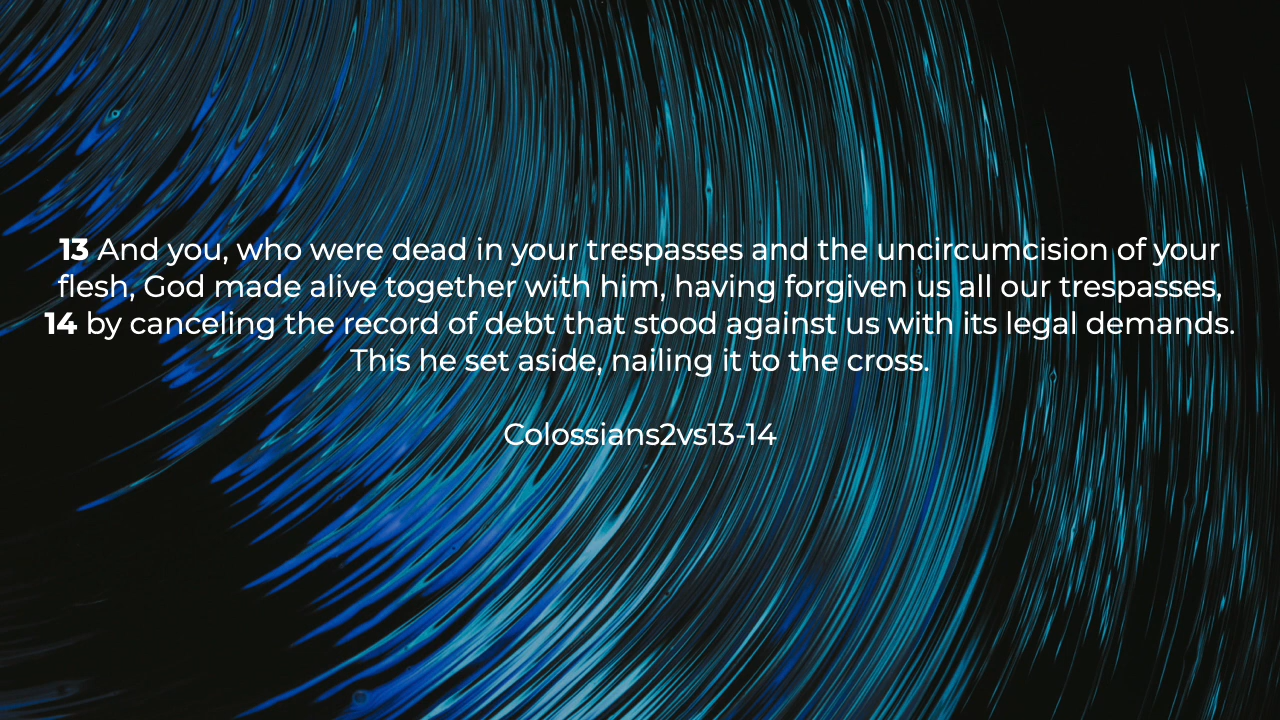 13 And you, who were dead in your trespasses and the uncircumcision of your
flesh, God made alive together with him, having forgiven us all our trespasses,
14 by canceling the record of debt that stood against us with its legal demands.
This he set aside, nailing it to the cross.
Colossians2vs13-14